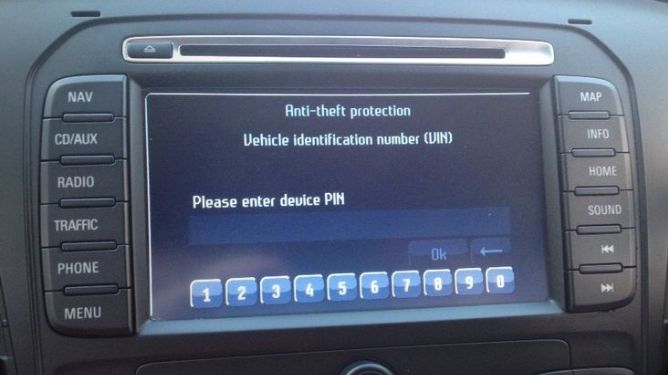 NAV
CD/AUX
RADIO
TRAFFIC
PHONE
MENU
Anti-theft protection
Vehicle identification number (VIN)
Please enter device PIN
Ok
1 2 3 4 5 6 7 8 9 0
MAP
INFO
HOME
SOUND